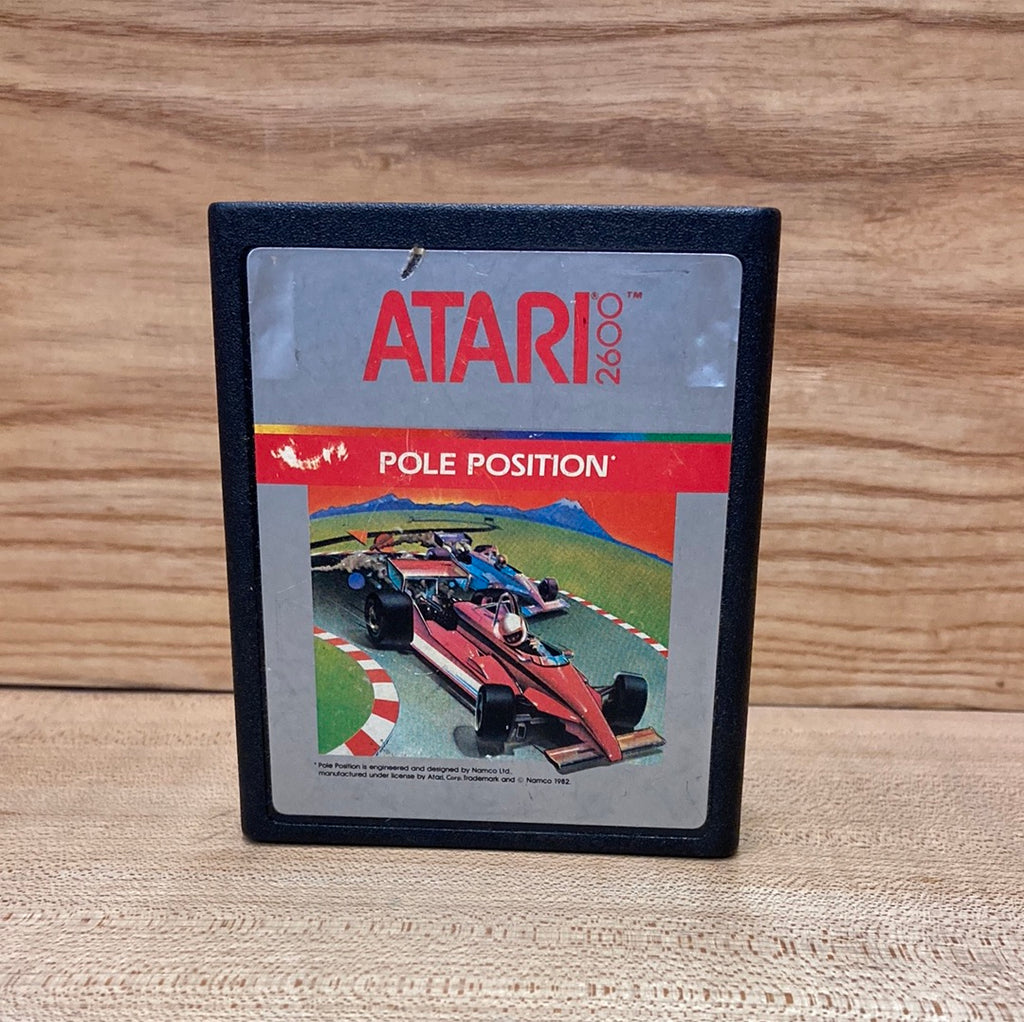 ATARI® 2600™
POLE POSITION*
* Pole Position is engineered and designed by Namco Ltd.,
manufactured under license by Atari, Corp. Trademark and © Namco 1982.